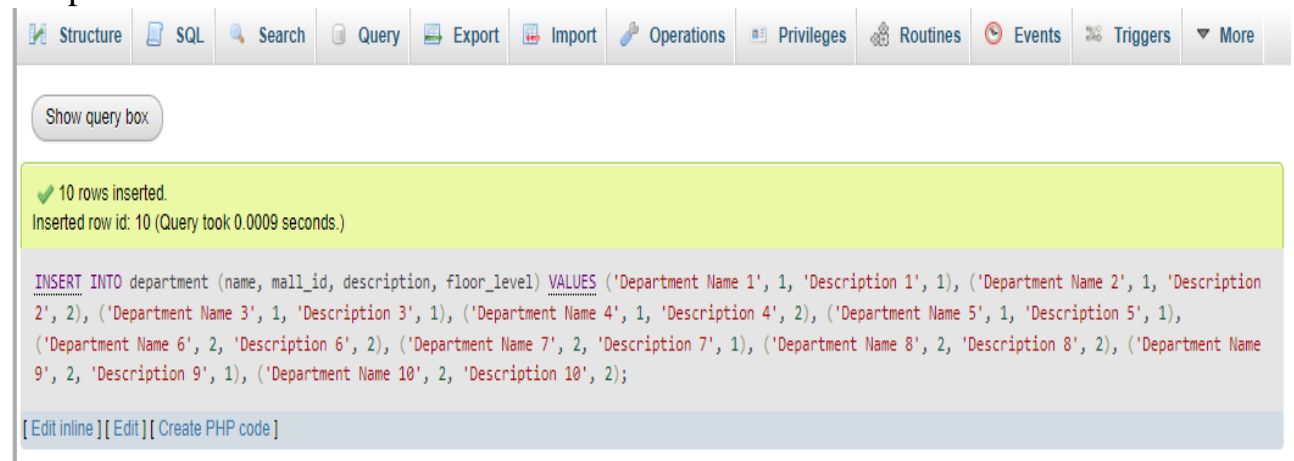 Structure SQL Search Query Export Import Operations Privileges Routines Events Triggers More
Show query box
10 rows inserted.
Inserted row id: 10 (Query took 0.0009 seconds.)
INSERT INTO department (name, mall_id, description, floor_level) VALUES ('Department Name 1', 1, 'Description 1', 1), ('Department Name 2', 1, 'Description
2', 2), ('Department Name 3', 1, 'Description 3', 1), ('Department Name 4', 1, 'Description 4', 2), ('Department Name 5', 1, 'Description 5', 1),
('Department Name 6', 2, 'Description 6', 2), ('Department Name 7', 2, 'Description 7', 1), ('Department Name 8', 2, 'Description 8', 2), ('Department Name
9', 2, 'Description 9', 1), ('Department Name 10', 2, 'Description 10', 2);
[ Edit inline ] [ Edit ] [ Create PHP code ]